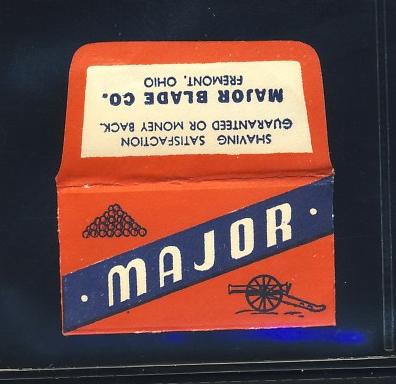 SHAVING SATISFACTION
GUARANTEED OR MONEY BACK.
MAJOR BLADE CO.
FREMONT, OHIO
· MAJOR ·